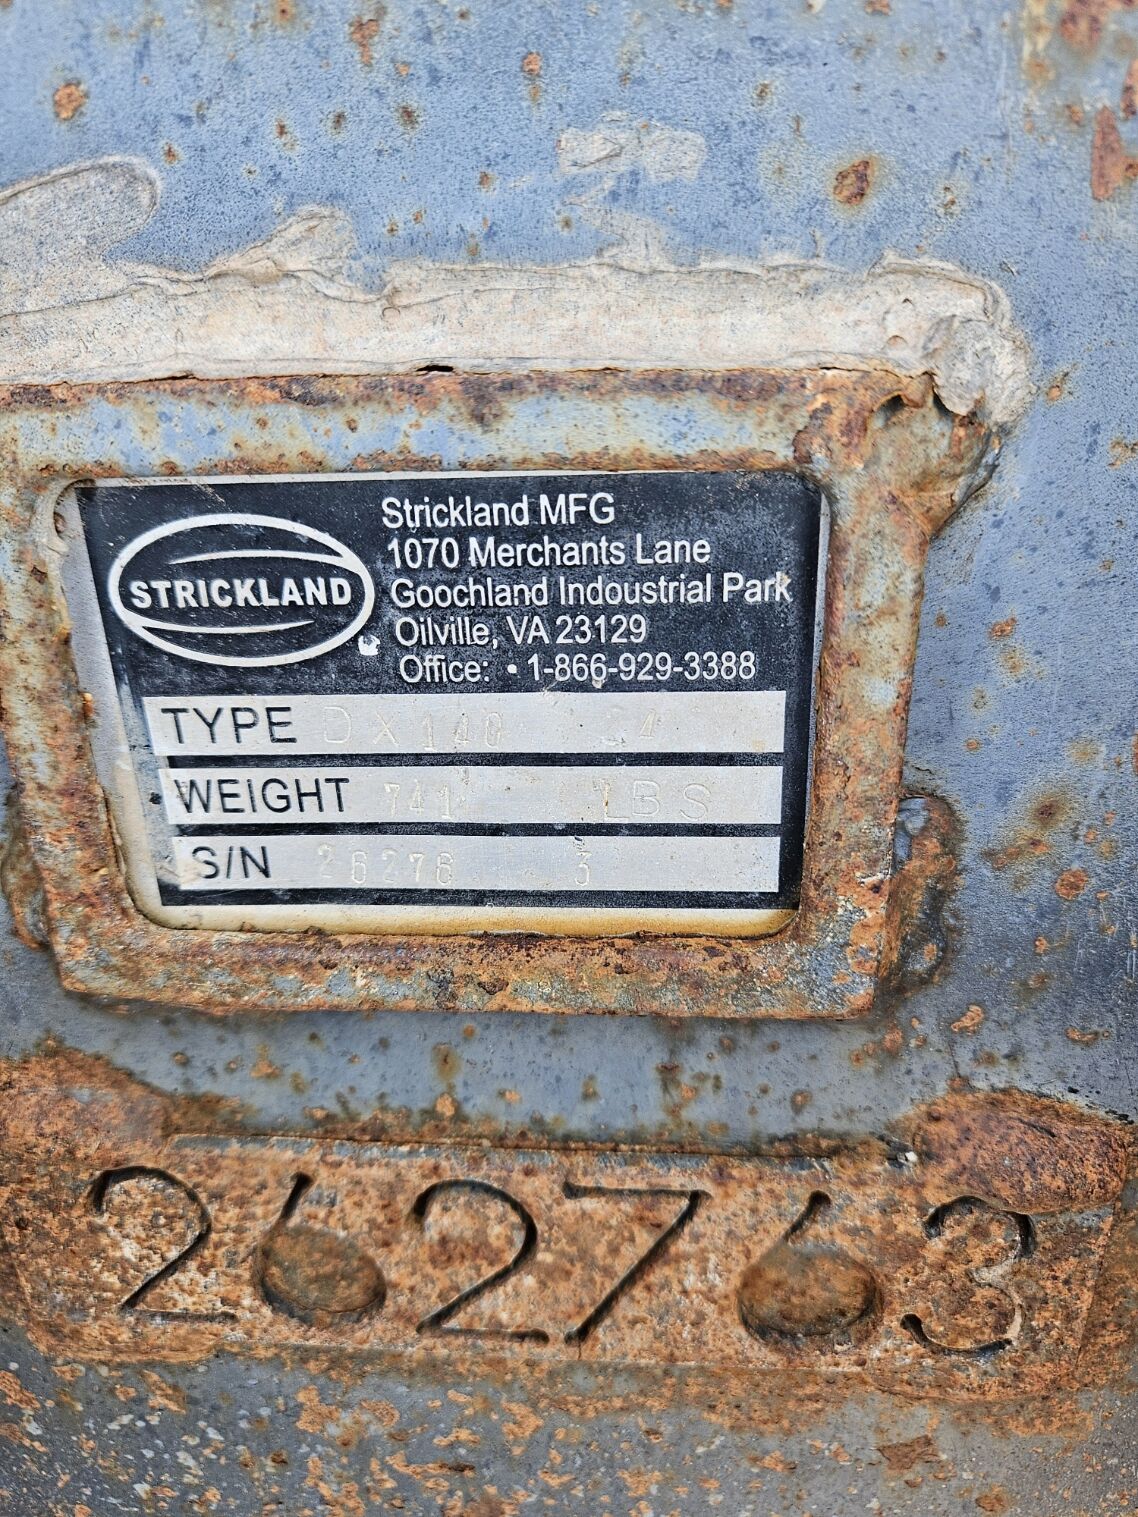 STRICKLAND
Strickland MFG
1070 Merchants Lane
Goochland Indoustrial Park
Oilville, VA 23129
Office: • 1-866-929-3388
TYPE DX140 24
WEIGHT 741 LBS
S/N 26276 3
262763